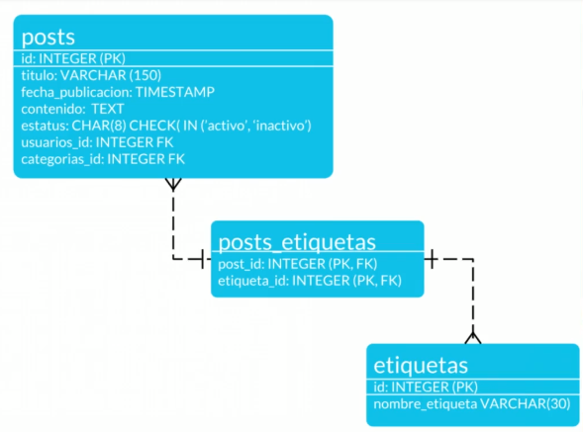 posts
id: INTEGER (PK)
titulo: VARCHAR (150)
fecha_publicacion: TIMESTAMP
contenido: TEXT
estatus: CHAR(8) CHECK( IN ('activo', 'inactivo')
usuarios_id: INTEGER FK
categorias_id: INTEGER FK
posts_etiquetas
post_id: INTEGER (PK, FK)
etiqueta_id: INTEGER (PK, FK)
etiquetas
id: INTEGER (PK)
nombre_etiqueta VARCHAR(30)